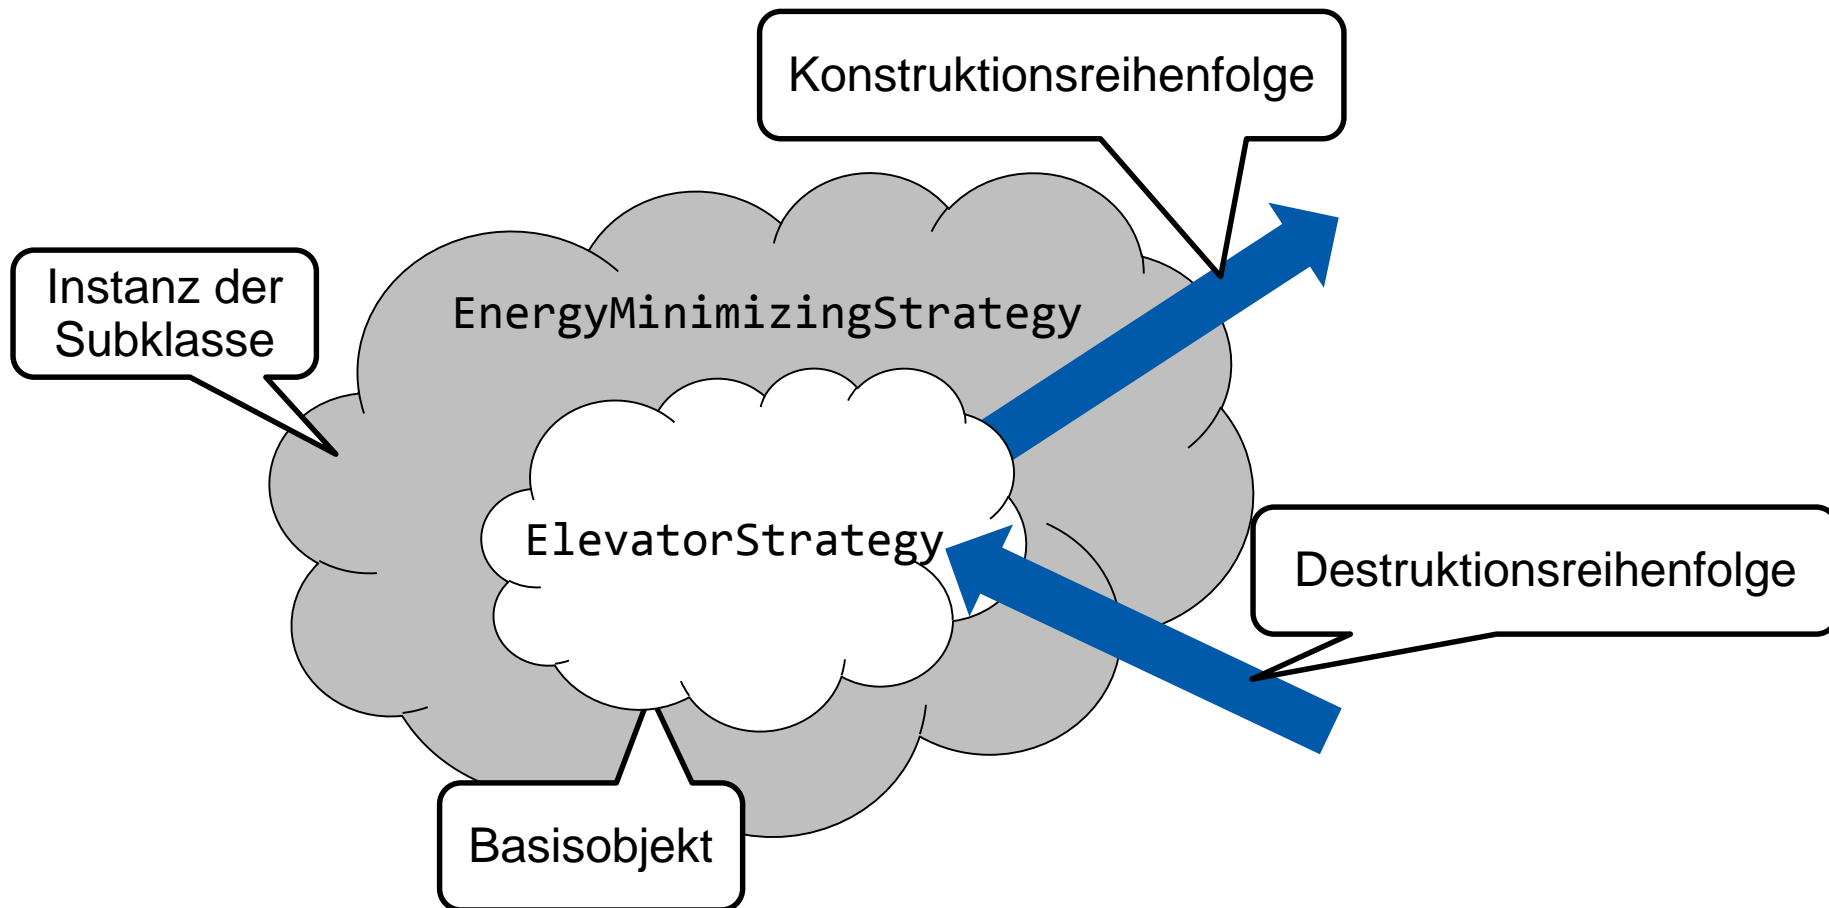 Konstruktionsreihenfolge
Instanz der
Subklasse
EnergyMinimizingStrategy
ElevatorStrategy
Destruktionsreihenfolge
Basisobjekt